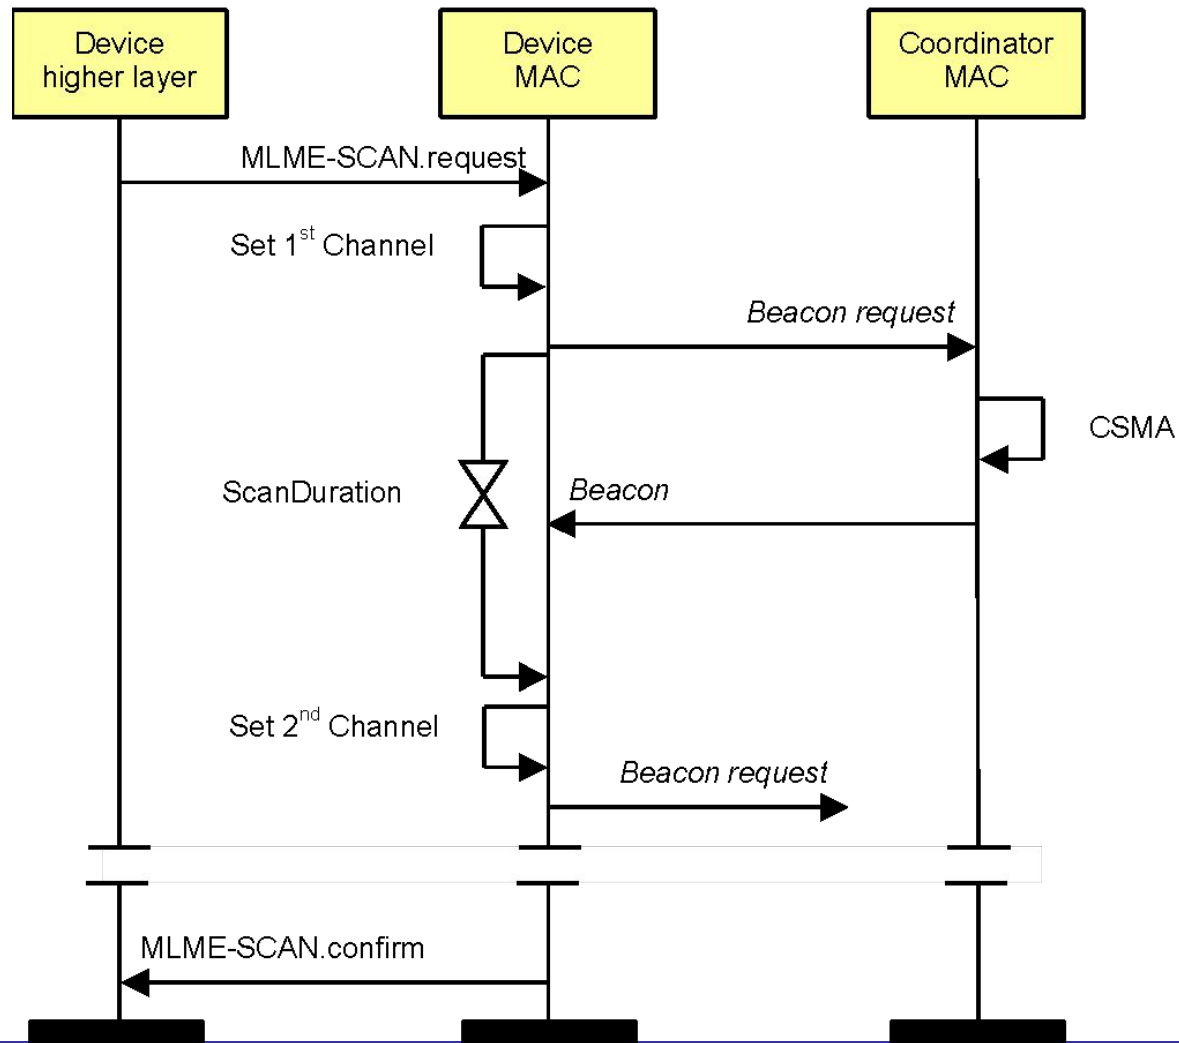 Device
higher layer
Device
MAC
Coordinator
MAC
MLME-SCAN.request
Set 1st Channel
Beacon request
CSMA
ScanDuration
Beacon
Set 2nd Channel
Beacon request
MLME-SCAN.confirm